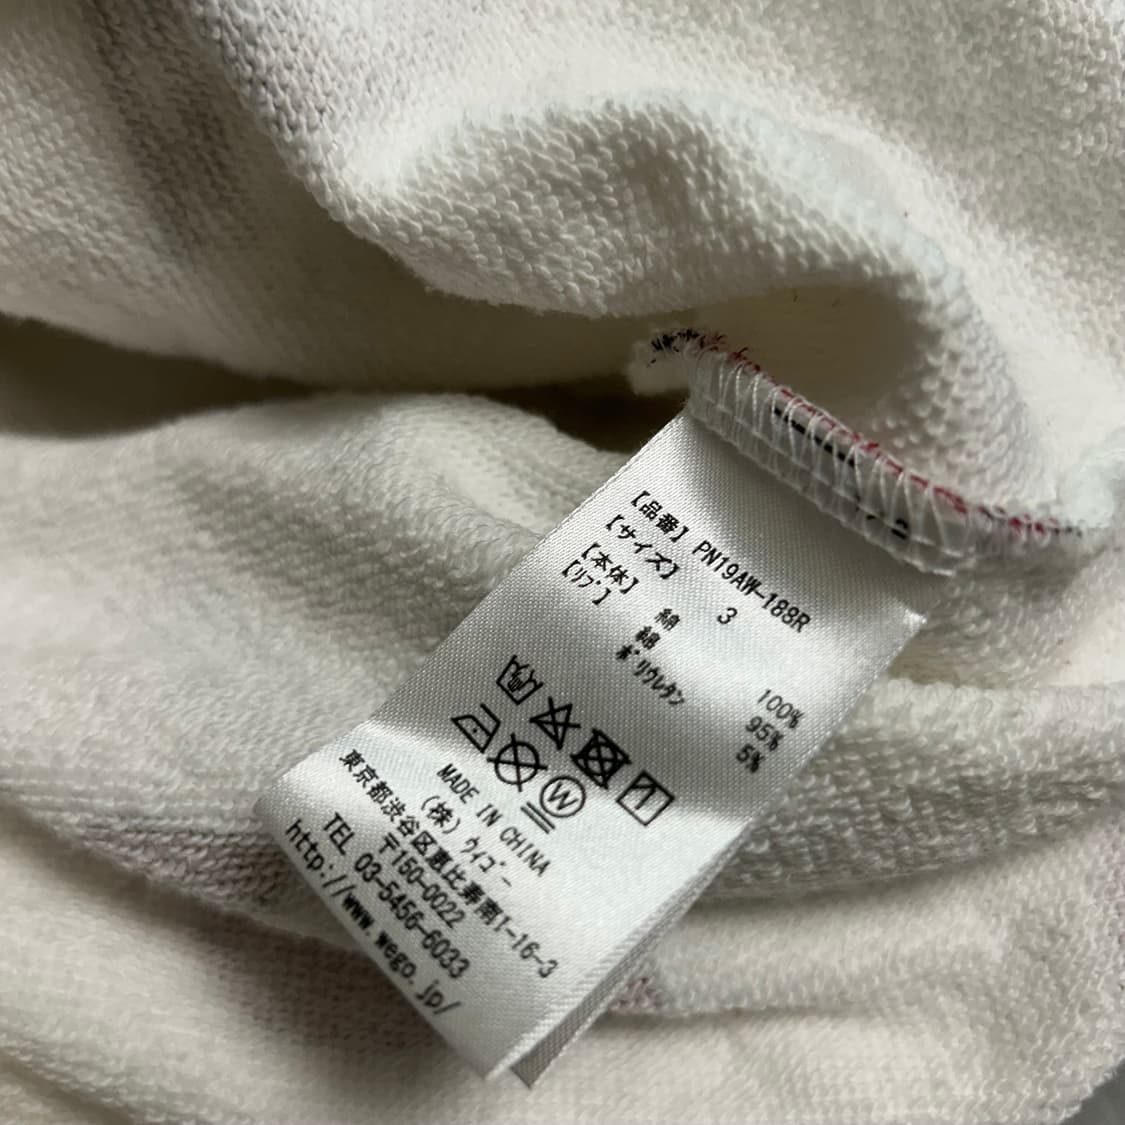 【品番】 PN19AW-188R
【サイズ】 3
【本体】 綿 100%
【リブ】 綿 95%
ポリウレタン 5%
W
MADE IN CHINA
(株) ウィゴー
〒150-0022
東京都渋谷区恵比寿南1-16-3
TEL 03-5456-6033
http://www.wego.jp/